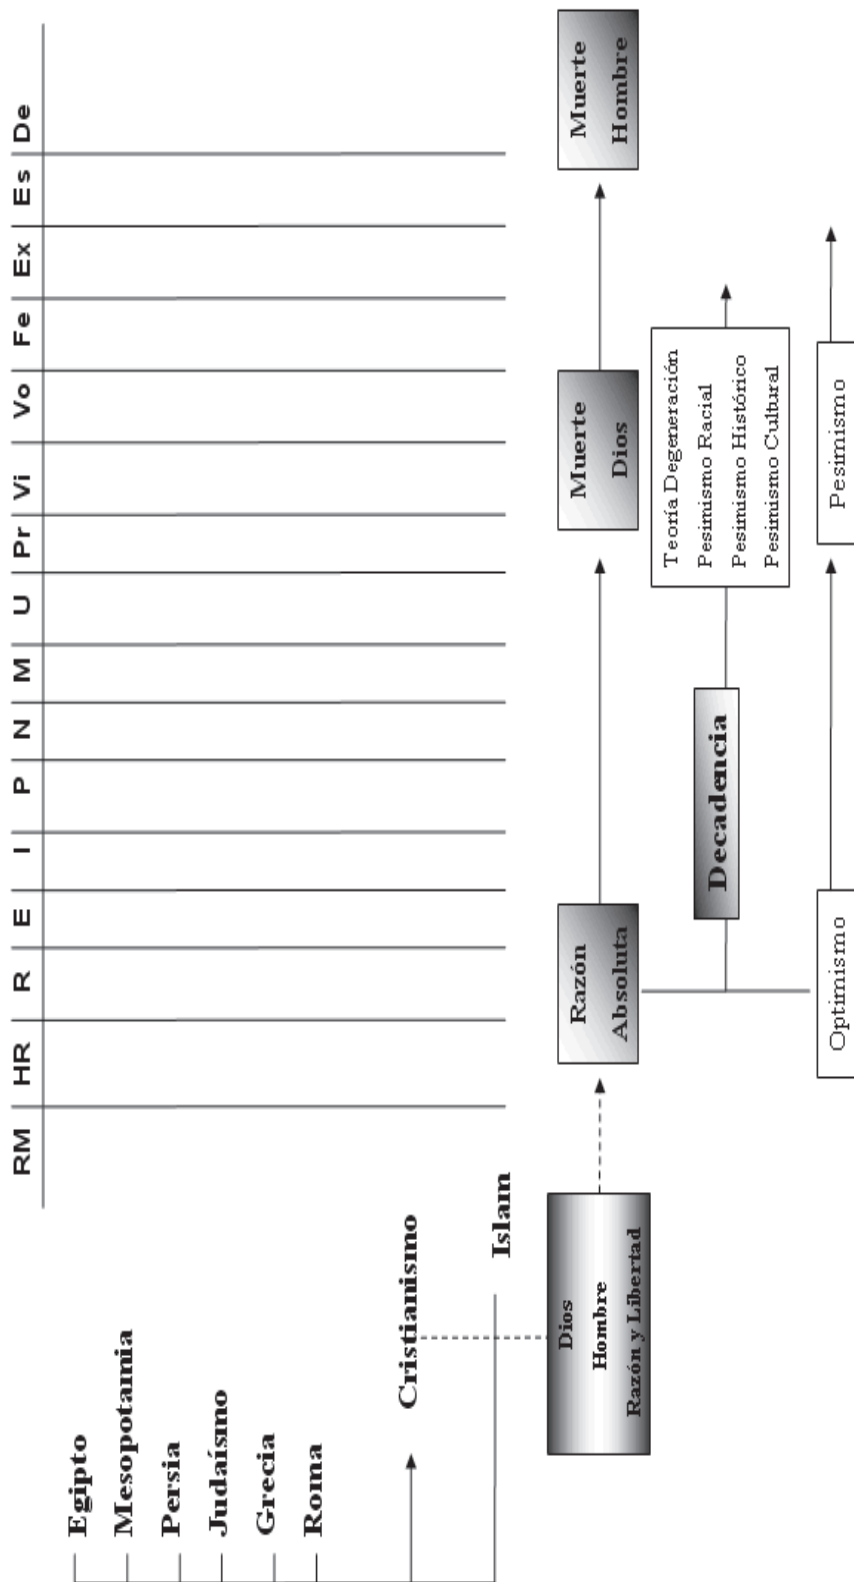 RM HR R E I P N M U Pr Vi Vo Fe Ex Es De
Egipto
Mesopotamia
Persia
Judaísmo
Grecia
Roma
Cristianismo
Islam
Dios
Hombre
Razón y Libertad
Razón
Absoluta
Muerte
Dios
Muerte
Hombre
Decadencia
Teoría Degeneración
Pesimismo Racial
Pesimismo Histórico
Pesimismo Cultural
Optimismo
Pesimismo